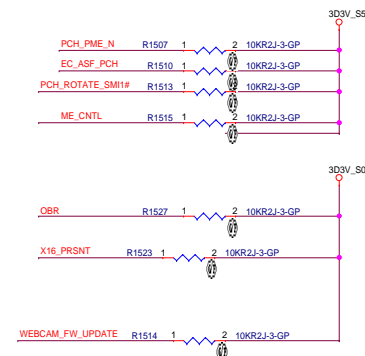 3D3V_S5
PCH_PME_N R1507 1 2 10KR2J-3-GP
EC_ASF_PCH R1510 1 2 10KR2J-3-GP
PCH_ROTATE_SMI1# R1513 1 2 10KR2J-3-GP
ME_CNTL R1515 1 2 10KR2J-3-GP
3D3V_S0
OBR R1527 1 2 10KR2J-3-GP
X16_PRSNT R1523 1 2 10KR2J-3-GP
WEBCAM_FW_UPDATE R1514 1 2 10KR2J-3-GP